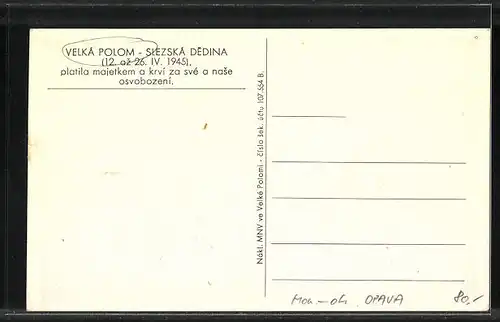 VELKÁ POLOM - SLEZSKÁ DĚDINA
(12. až 26. IV. 1945),
platila majetkem a krví za své a naše
osvobození.
Nákl. MNV ve Velké Polomi - číslo šek. účtu 107.554 B.
OPAVA 80,-